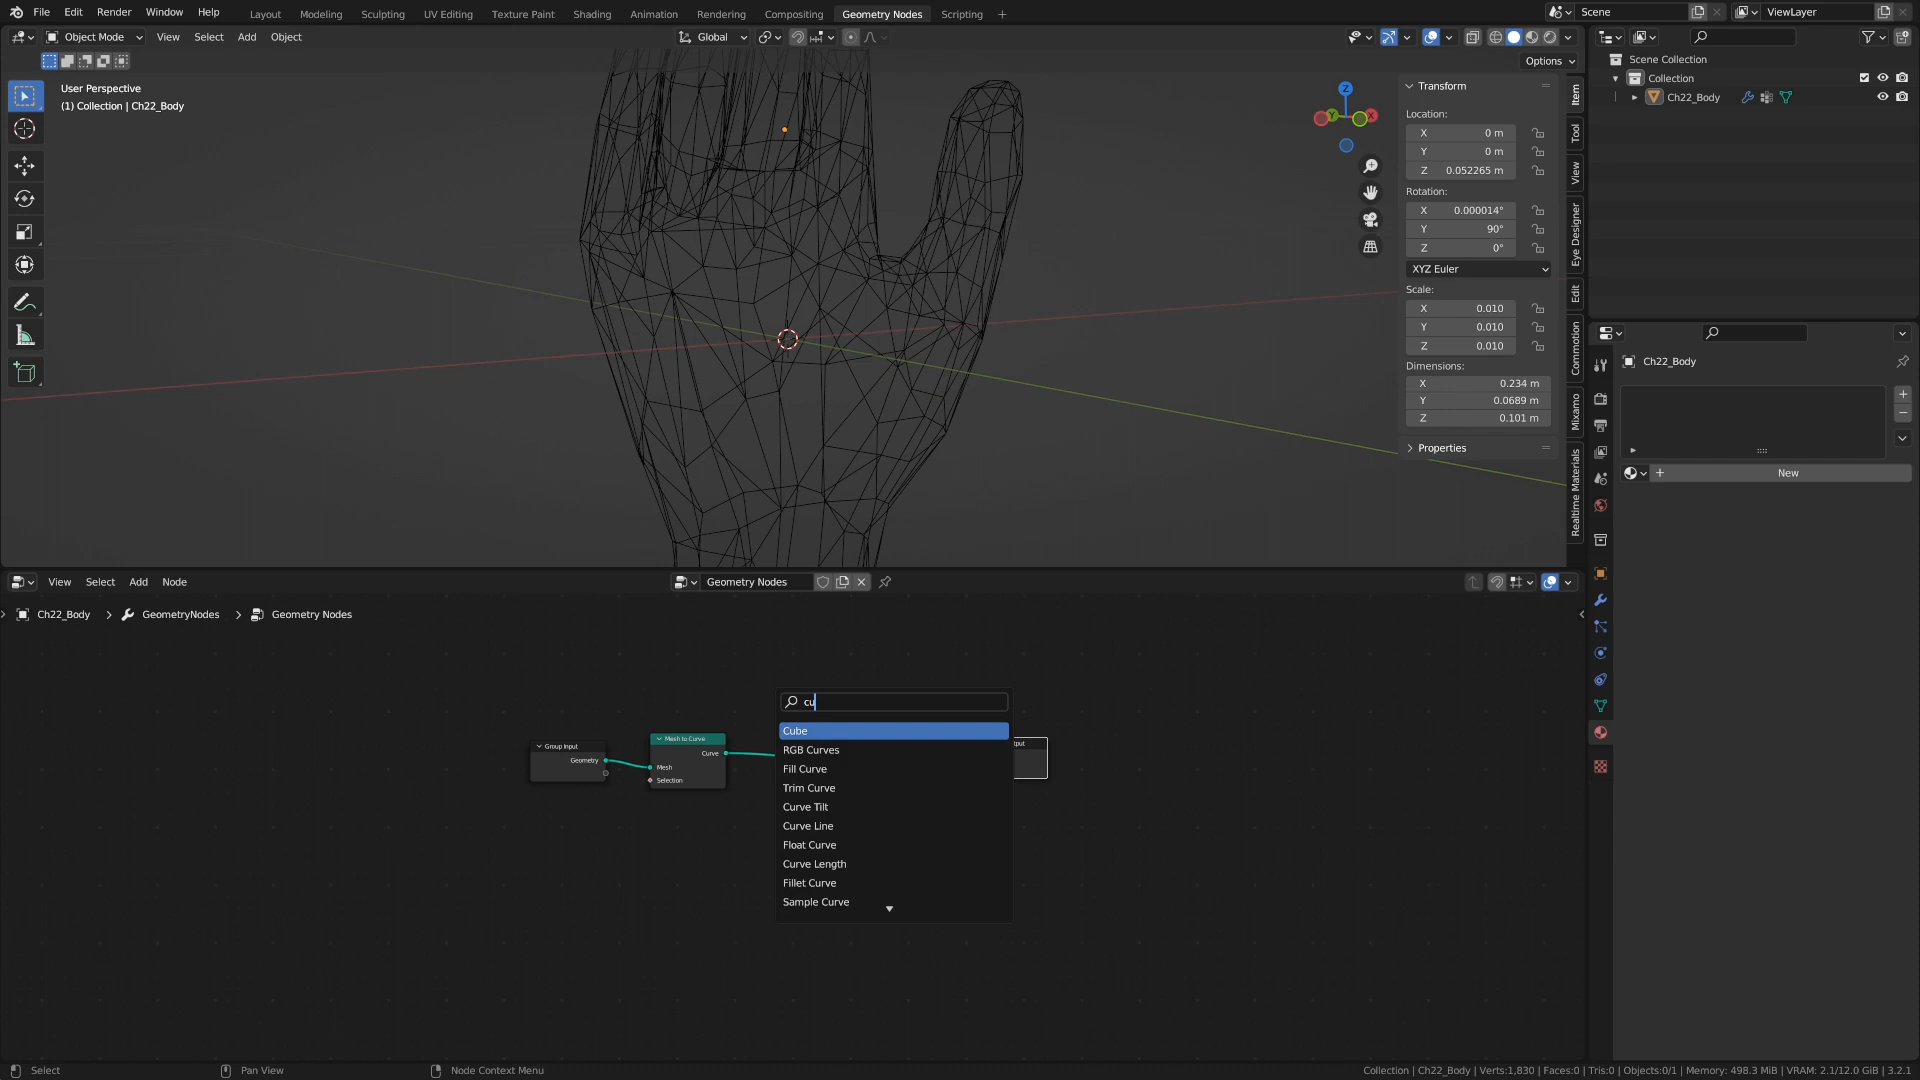 File Edit Render Window Help Layout Modeling Sculpting UV Editing Texture Paint Shading Animation Rendering Compositing Geometry Nodes Scripting + Scene ViewLayer
Object Mode View Select Add Object Global
Options
User Perspective
(1) Collection | Ch22_Body
Transform
Location:
X 0 m
Y 0 m
Z 0.052265 m
Rotation:
X 0.000014°
Y 90°
Z 0°
XYZ Euler
Scale:
X 0.010
Y 0.010
Z 0.010
Dimensions:
X 0.234 m
Y 0.0689 m
Z 0.101 m
Properties
Z
Y
X
Item
Tool
View
Eye Designer
Edit
Commotion
Mixamo
Realtime Materials
Scene Collection
Collection
Ch22_Body
Ch22_Body
New
View Select Add Node Geometry Nodes
Ch22_Body > GeometryNodes > Geometry Nodes
Group Input
Geometry
Mesh to Curve
Curve
Mesh
Selection
tput
cu
Cube
RGB Curves
Fill Curve
Trim Curve
Curve Tilt
Curve Line
Float Curve
Curve Length
Fillet Curve
Sample Curve
Select Pan View Node Context Menu Collection | Ch22_Body | Verts:1,830 | Faces:0 | Tris:0 | Objects:0/1 | Memory: 498.3 MiB | VRAM: 2.1/12.0 GiB | 3.2.1